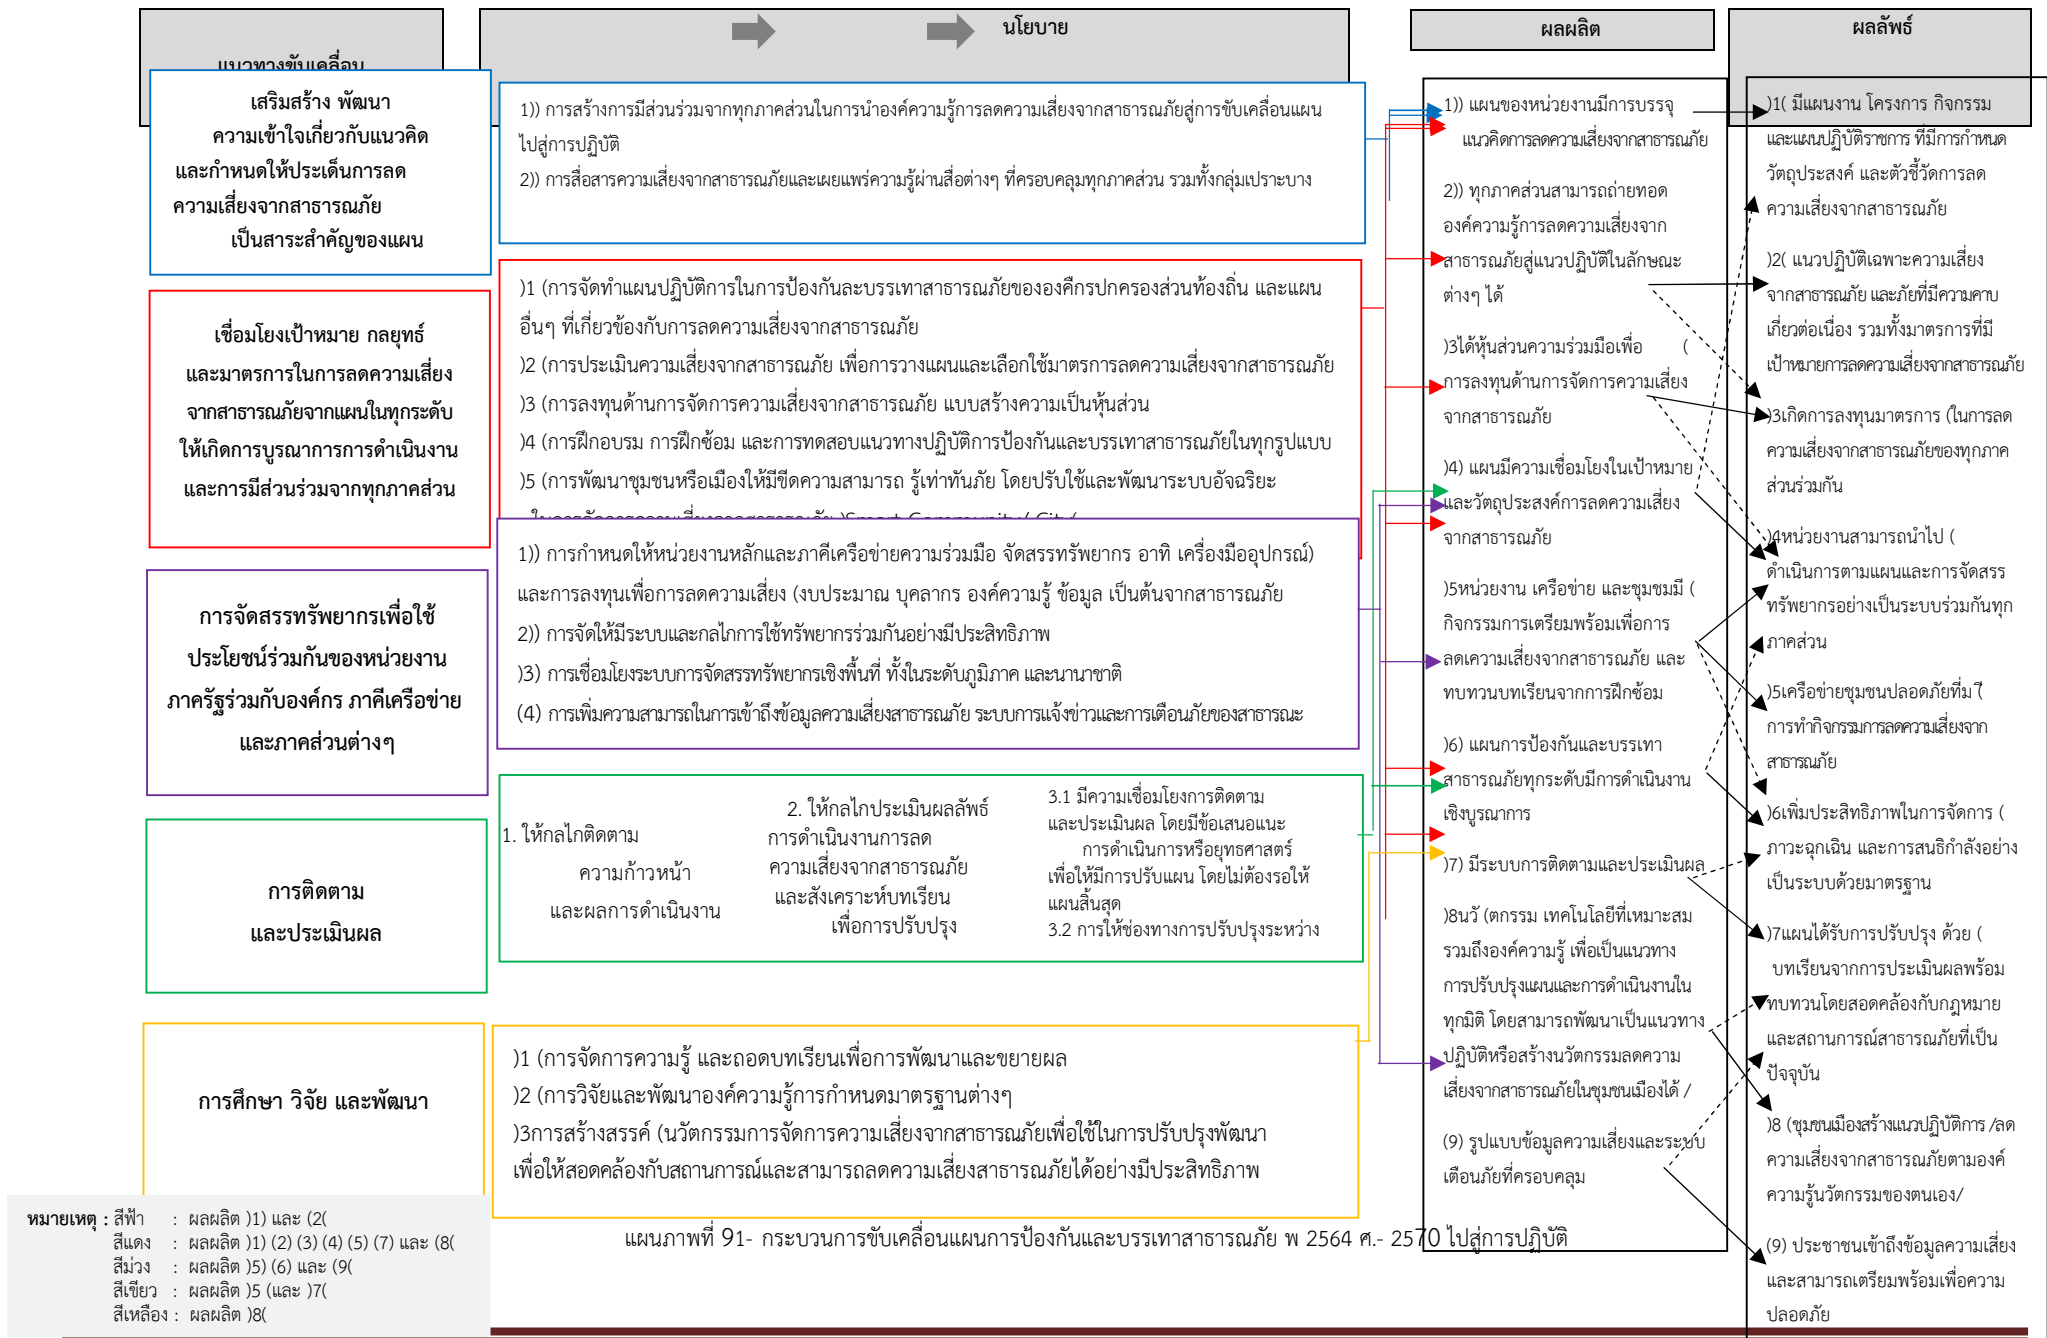 แนวทางขับเคลื่อน
นโยบาย
ผลผลิต
ผลลัพธ์
เสริมสร้าง พัฒนา
ความเข้าใจเกี่ยวกับแนวคิด
และกำหนดให้ประเด็นการลด
ความเสี่ยงจากสาธารณภัย
เป็นสาระสำคัญของแผน
1)) การสร้างการมีส่วนร่วมจากทุกภาคส่วนในการนำองค์ความรู้การลดความเสี่ยงจากสาธารณภัยสู่การขับเคลื่อนแผน
ไปสู่การปฏิบัติ
2)) การสื่อสารความเสี่ยงจากสาธารณภัยและเผยแพร่ความรู้ผ่านสื่อต่างๆ ที่ครอบคลุมทุกภาคส่วน รวมทั้งกลุ่มเปราะบาง
เชื่อมโยงเป้าหมาย กลยุทธ์
และมาตรการในการลดความเสี่ยง
จากสาธารณภัยจากแผนในทุกระดับ
ให้เกิดการบูรณาการการดำเนินงาน
และการมีส่วนร่วมจากทุกภาคส่วน
)1 (การจัดทำแผนปฏิบัติการในการป้องกันละบรรเทาสาธารณภัยขององศ์กรปกครองส่วนท้องถิ่น และแผน
อื่นๆ ที่เกี่ยวข้องกับการลดความเสี่ยงจากสาธารณภัย
)2 (การประเมินความเสี่ยงจากสาธารณภัย เพื่อการวางแผนและเลือกใช้มาตรการลดความเสี่ยงจากสาธารณภัย
)3 (การลงทุนด้านการจัดการความเสี่ยงจากสาธารณภัย แบบสร้างความเป็นหุ้นส่วน
)4 (การฝึกอบรม การฝึกซ้อม และการทดสอบแนวทางปฏิบัติการป้องกันและบรรเทาสาธารณภัยในทุกรูปแบบ
)5 (การพัฒนาชุมชนหรือเมืองให้มีขีดความสามารถ รู้เท่าทันภัย โดยปรับใช้และพัฒนาระบบอัจฉริยะ
ในการจัดการความเสี่ยงจากสาธารณภัย )Smart Community/ City(
การจัดสรรทรัพยากรเพื่อใช้
ประโยชน์ร่วมกันของหน่วยงาน
ภาครัฐร่วมกับองค์กร ภาคีเครือข่าย
และภาคส่วนต่างๆ
1)) การกำหนดให้หน่วยงานหลักและภาคีเครือข่ายความร่วมมือ จัดสรรทรัพยากร อาทิ เครื่องมืออุปกรณ์)
และการลงทุนเพื่อการลดความเสี่ยง (งบประมาณ บุคลากร องค์ความรู้ ข้อมูล เป็นต้นจากสาธารณภัย
2)) การจัดให้มีระบบและกลไกการใช้ทรัพยากรร่วมกันอย่างมีประสิทธิภาพ
)3) การเชื่อมโยงระบบการจัดสรรทรัพยากรเชิงพื้นที่ ทั้งในระดับภูมิภาค และนานาชาติ
(4) การเพิ่มความสามารถในการเข้าถึงข้อมูลความเสี่ยงสาธารณภัย ระบบการแจ้งข่าวและการเตือนภัยของสาธารณะ
การติดตาม
และประเมินผล
1. ให้กลไกติดตาม
ความก้าวหน้า
และผลการดำเนินงาน
2. ให้กลไกประเมินผลลัพธ์
การดำเนินงานการลด
ความเสี่ยงจากสาธารณภัย
และสังเคราะห์บทเรียน
เพื่อการปรับปรุง
3.1 มีความเชื่อมโยงการติดตาม
และประเมินผล โดยมีข้อเสนอแนะ
การดำเนินการหรือยุทธศาสตร์
เพื่อให้มีการปรับแผน โดยไม่ต้องรอให้
แผนสิ้นสุด
3.2 การให้ช่องทางการปรับปรุงระหว่าง
การศึกษา วิจัย และพัฒนา
)1 (การจัดการความรู้ และถอดบทเรียนเพื่อการพัฒนาและขยายผล
)2 (การวิจัยและพัฒนาองค์ความรู้การกำหนดมาตรฐานต่างๆ
)3การสร้างสรรค์ (นวัตกรรมการจัดการความเสี่ยงจากสาธารณภัยเพื่อใช้ในการปรับปรุงพัฒนา
เพื่อให้สอดคล้องกับสถานการณ์และสามารถลดความเสี่ยงสาธารณภัยได้อย่างมีประสิทธิภาพ
1)) แผนของหน่วยงานมีการบรรจุ
แนวคิดการลดความเสี่ยงจากสาธารณภัย
2)) ทุกภาคส่วนสามารถถ่ายทอด
องค์ความรู้การลดความเสี่ยงจาก
สาธารณภัยสู่แนวปฏิบัติในลักษณะ
ต่างๆ ได้
)3ได้หุ้นส่วนความร่วมมือเพื่อ (
การลงทุนด้านการจัดการความเสี่ยง
จากสาธารณภัย
)4) แผนมีความเชื่อมโยงในเป้าหมาย
และวัตถุประสงค์การลดความเสี่ยง
จากสาธารณภัย
)5หน่วยงาน เครือข่าย และชุมชนมี (
กิจกรรมการเตรียมพร้อมเพื่อการ
ลดเความเสี่ยงจากสาธารณภัย และ
ทบทวนบทเรียนจากการฝึกซ้อม
)6) แผนการป้องกันและบรรเทา
สาธารณภัยทุกระดับมีการดำเนินงาน
เชิงบูรณาการ
)7) มีระบบการติดตามและประเมินผล
)8นวั (ตกรรม เทคโนโลยีที่เหมาะสม
รวมถึงองค์ความรู้ เพื่อเป็นแนวทาง
การปรับปรุงแผนและการดำเนินงานใน
ทุกมิติ โดยสามารถพัฒนาเป็นแนวทาง
ปฏิบัติหรือสร้างนวัตกรรมลดความ
เสี่ยงจากสาธารณภัยในชุมชนเมืองได้ /
(9) รูปแบบข้อมูลความเสี่ยงและระบบ
เตือนภัยที่ครอบคลุม
)1( มีแผนงาน โครงการ กิจกรรม
และแผนปฏิบัติราชการ ที่มีการกำหนด
วัตถุประสงค์ และตัวชี้วัดการลด
ความเสี่ยงจากสาธารณภัย
)2( แนวปฏิบัติเฉพาะความเสี่ยง
จากสาธารณภัย และภัยที่มีความคาบ
เกี่ยวต่อเนื่อง รวมทั้งมาตรการที่มี
เป้าหมายการลดความเสี่ยงจากสาธารณภัย
)3เกิดการลงทุนมาตรการ (ในการลด
ความเสี่ยงจากสาธารณภัยของทุกภาค
ส่วนร่วมกัน
)4หน่วยงานสามารถนำไป (
ดำเนินการตามแผนและการจัดสรร
ทรัพยากรอย่างเป็นระบบร่วมกันทุก
ภาคส่วน
)5เครือข่ายชุมชนปลอดภัยที่มี (
การทำกิจกรรมการลดความเสี่ยงจาก
สาธารณภัย
)6เพิ่มประสิทธิภาพในการจัดการ (
ภาวะฉุกเฉิน และการสนธิกำลังอย่าง
เป็นระบบด้วยมาตรฐาน
)7แผนได้รับการปรับปรุง ด้วย (
บทเรียนจากการประเมินผลพร้อม
ทบทวนโดยสอดคล้องกับกฎหมาย
และสถานการณ์สาธารณภัยที่เป็น
ปัจจุบัน
)8 (ชุมชนเมืองสร้างแนวปฏิบัติการ /ลด
ความเสี่ยงจากสาธารณภัยตามองค์
ความรู้นวัตกรรมของตนเอง/
(9) ประชาชนเข้าถึงข้อมูลความเสี่ยง
และสามารถเตรียมพร้อมเพื่อความ
ปลอดภัย
หมายเหตุ : สีฟ้า : ผลผลิต )1) และ (2(
สีแดง : ผลผลิต )1) (2) (3) (4) (5) (7) และ (8(
สีม่วง : ผลผลิต )5) (6) และ (9(
สีเขียว : ผลผลิต )5 (และ )7(
สีเหลือง : ผลผลิต )8(
แผนภาพที่ 91- กระบวนการขับเคลื่อนแผนการป้องกันและบรรเทาสาธารณภัย พ 2564 ศ.- 2570 ไปสู่การปฏิบัติ